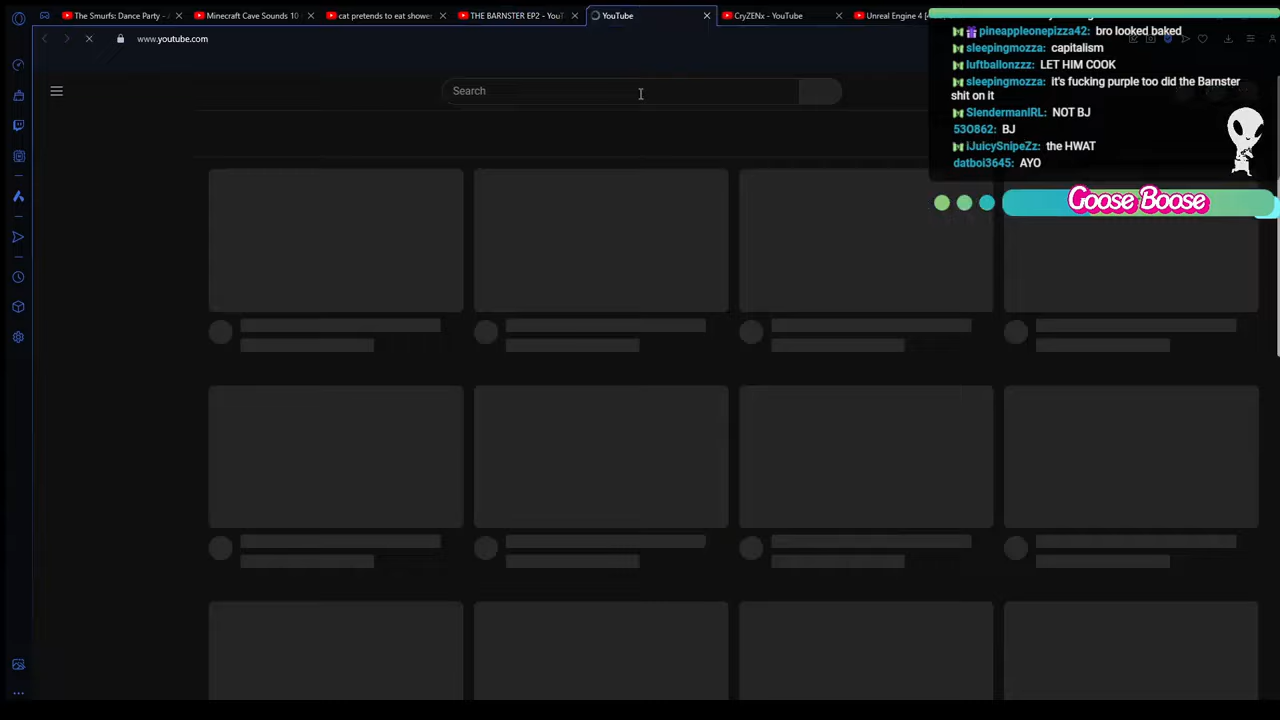 The Smurfs: Dance Party - A
Minecraft Cave Sounds 10
cat pretends to eat shower
THE BARNSTER EP2 - YouT
YouTube
CryZENx - YouTube
Unreal Engine 4 [
www.youtube.com
Search
pineappleonepizza42: bro looked baked
sleepingmozza: capitalism
luftballonzzz: LET HIM COOK
sleepingmozza: it's fucking purple too did the Barnster
shit on it
SlendermanIRL: NOT BJ
53O862: BJ
iJuicySnipeZz: the HWAT
datboi3645: AYO
Goose Boose